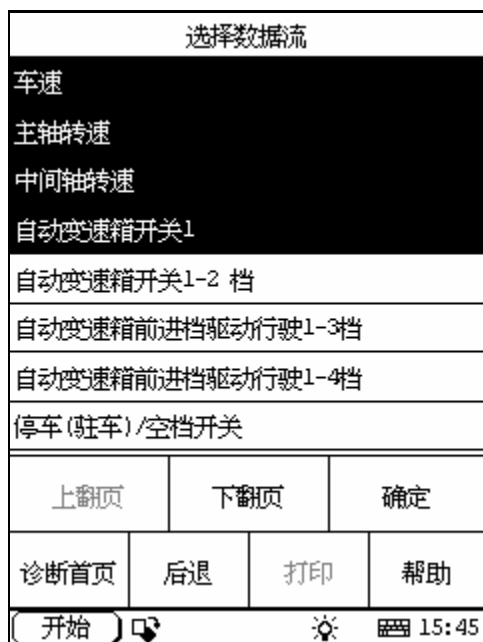 选择数据流
车速
主轴转速
中间轴转速
自动变速箱开关1
自动变速箱开关1-2 档
自动变速箱前进档驱动行驶1-3档
自动变速箱前进档驱动行驶1-4档
停车(驻车)/空档开关
上翻页 下翻页 确定
诊断首页 后退 打印 帮助
开始 15:45